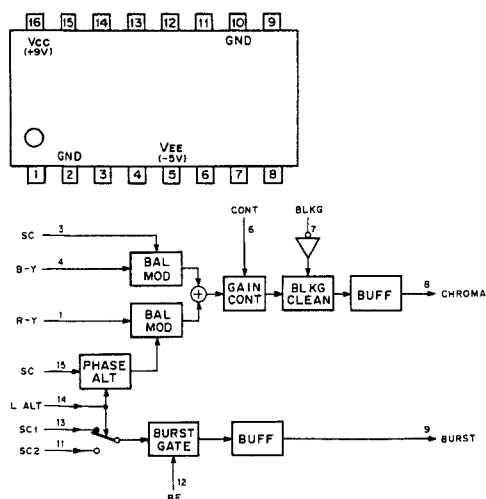 16 15 14 13 12 11 10 9
VCC GND
(+9V)
VEE
GND (-5V)
1 2 3 4 5 6 7 8
CONT BLKG
SC 3 6 7
B-Y 4 BAL MOD
GAIN CONT BLKG CLEAN BUFF 8 CHROMA
R-Y 1 BAL MOD
SC 15 PHASE ALT
L ALT 14
SC1 13 BURST GATE BUFF 9 BURST
SC2 11
12
BF